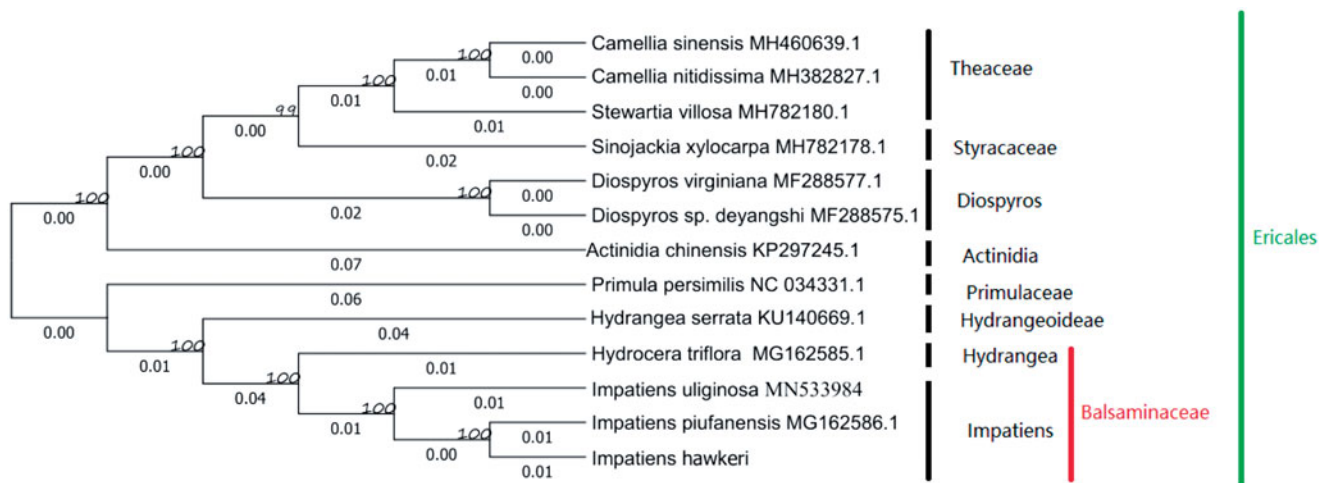 Camellia sinensis MH460639.1
100
0.00
Camellia nitidissima MH382827.1
100
0.01
0.00
Theaceae
99
0.01
Stewartia villosa MH782180.1
0.00
0.01
100
Sinojackia xylocarpa MH782178.1
Styracaceae
0.00
0.02
Diospyros virginiana MF288577.1
100
100
0.00
0.00
0.02
Diospyros sp. deyangshi MF288575.1
Diospyros
0.00
Ericales
Actinidia chinensis KP297245.1
Actinidia
0.07
Primula persimilis NC 034331.1
Primulaceae
0.06
Hydrangea serrata KU140669.1
Hydrangeoideae
0.00
0.04
100
Hydrocera triflora MG162585.1
Hydrangea
0.01
0.01
100
Impatiens uliginosa MN533984
0.04
0.01
Balsaminaceae
100
Impatiens piufanensis MG162586.1
Impatiens
0.01
100
0.01
0.00
Impatiens hawkeri
0.01